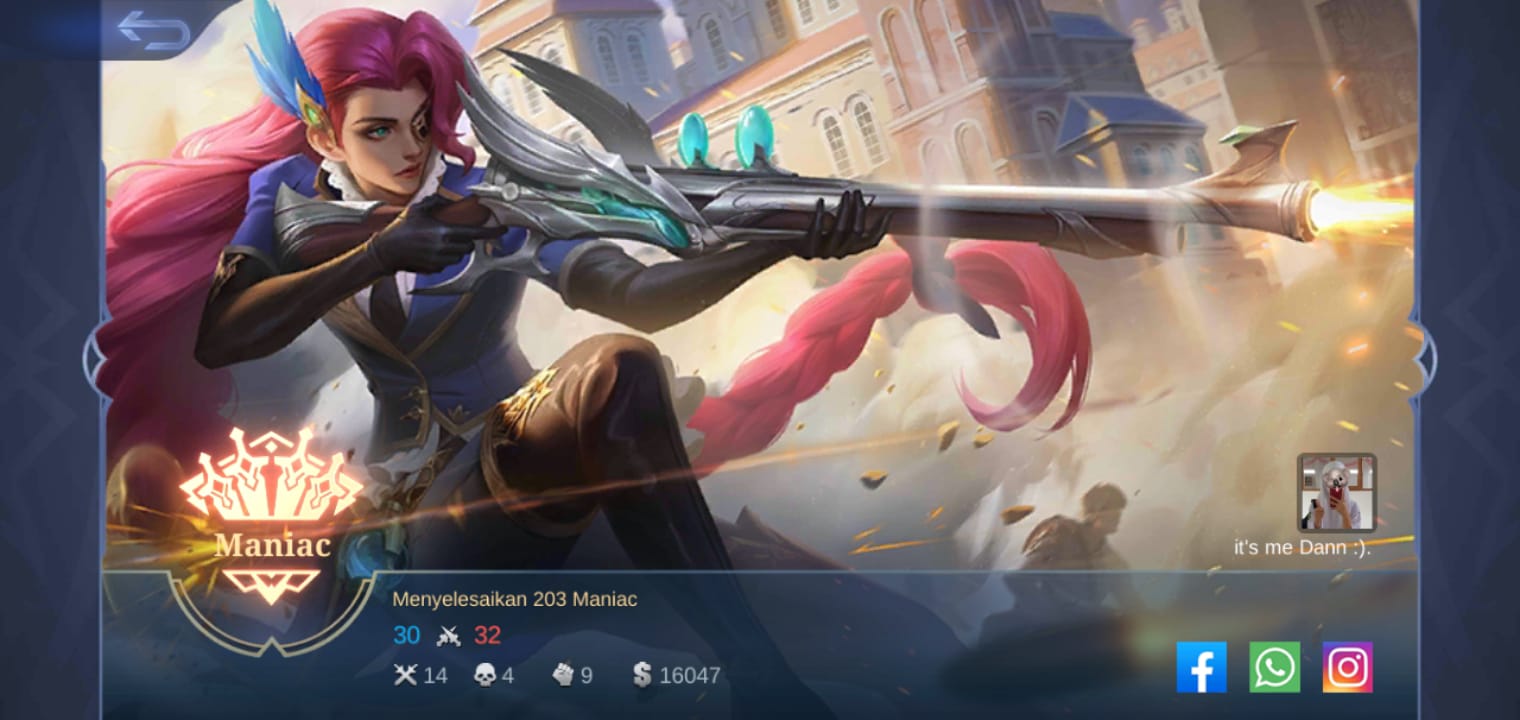 Maniac
it's me Dann :).
Menyelesaikan 203 Maniac
30 32
14 4 9 16047